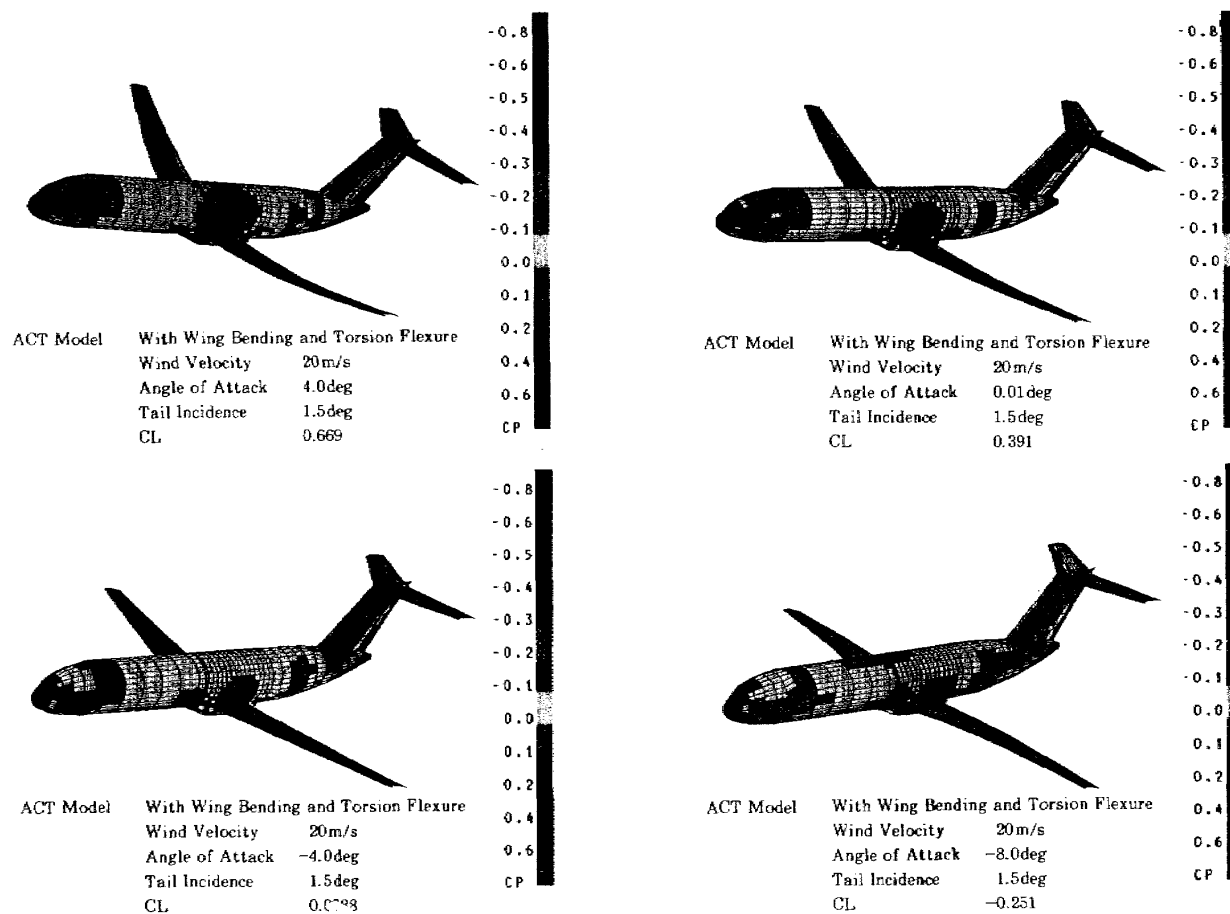 -0.8
-0.6
-0.5
-0.4
-0.3
-0.2
-0.1
0.0
0.1
0.2
0.4
0.6
CP
ACT Model With Wing Bending and Torsion Flexure
Wind Velocity 20m/s
Angle of Attack 4.0deg
Tail Incidence 1.5deg
CL 0.669
-0.8
-0.6
-0.5
-0.4
-0.3
-0.2
-0.1
0.0
0.1
0.2
0.4
0.6
CP
ACT Model With Wing Bending and Torsion Flexure
Wind Velocity 20m/s
Angle of Attack 0.01deg
Tail Incidence 1.5deg
CL 0.391
-0.8
-0.6
-0.5
-0.4
-0.3
-0.2
-0.1
0.0
0.1
0.2
0.4
0.6
CP
ACT Model With Wing Bending and Torsion Flexure
Wind Velocity 20m/s
Angle of Attack -4.0deg
Tail Incidence 1.5deg
CL
-0.8
-0.6
-0.5
-0.4
-0.3
-0.2
-0.1
0.0
0.1
0.2
0.4
0.6
CP
ACT Model With Wing Bending and Torsion Flexure
Wind Velocity 20m/s
Angle of Attack -8.0deg
Tail Incidence 1.5deg
CL -0.251